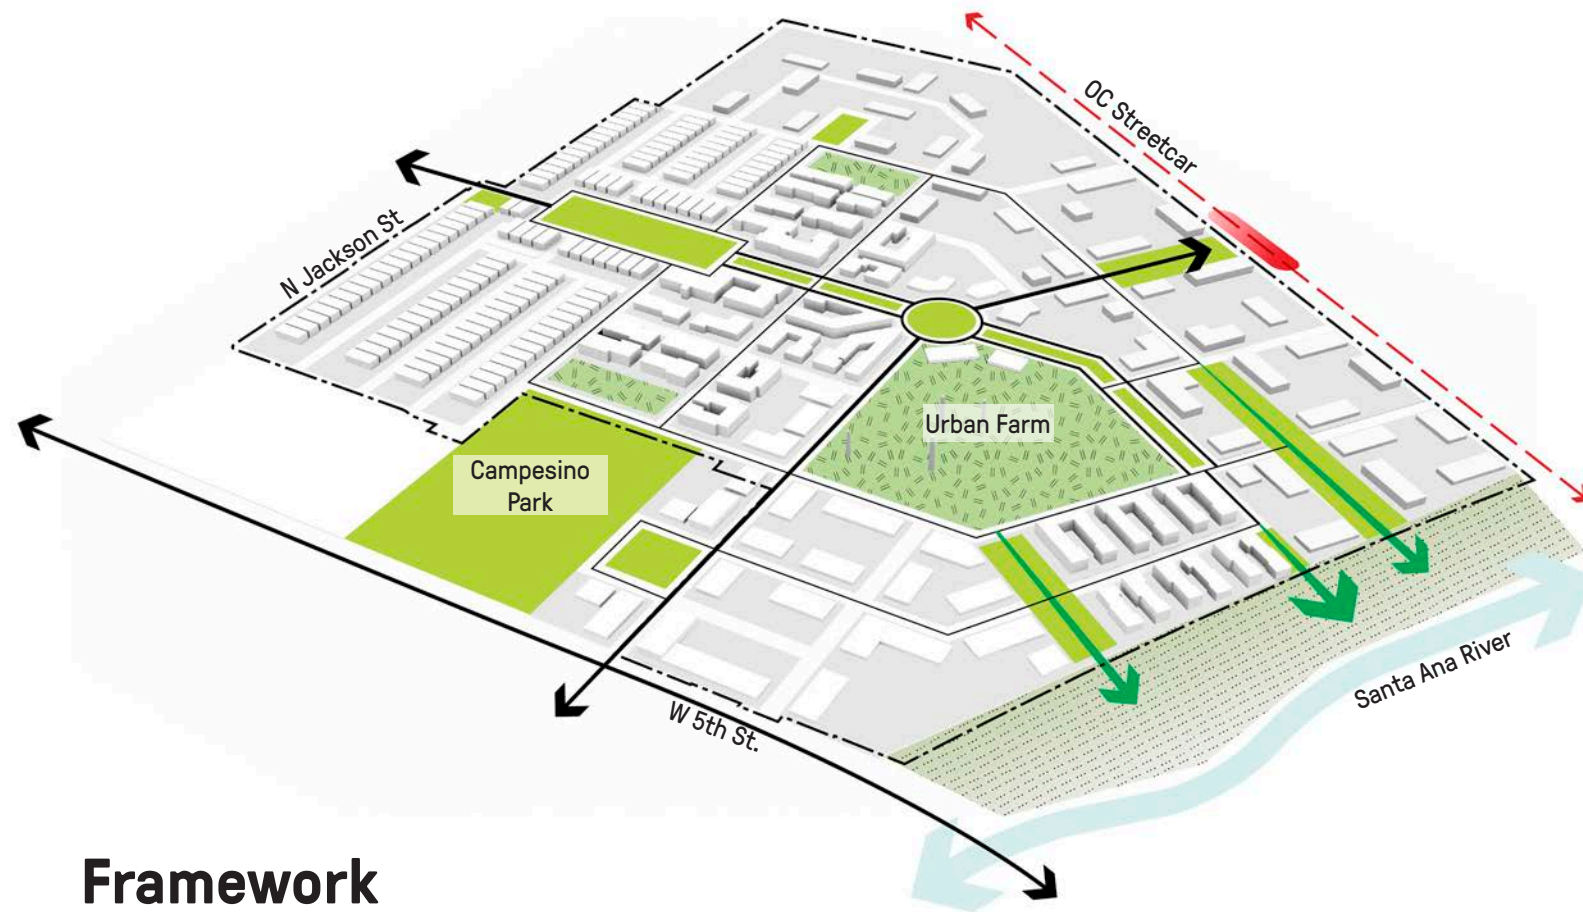 OC Streetcar
N Jackson St
Urban Farm
Campesino
Park
Santa Ana River
W 5th St.
Framework